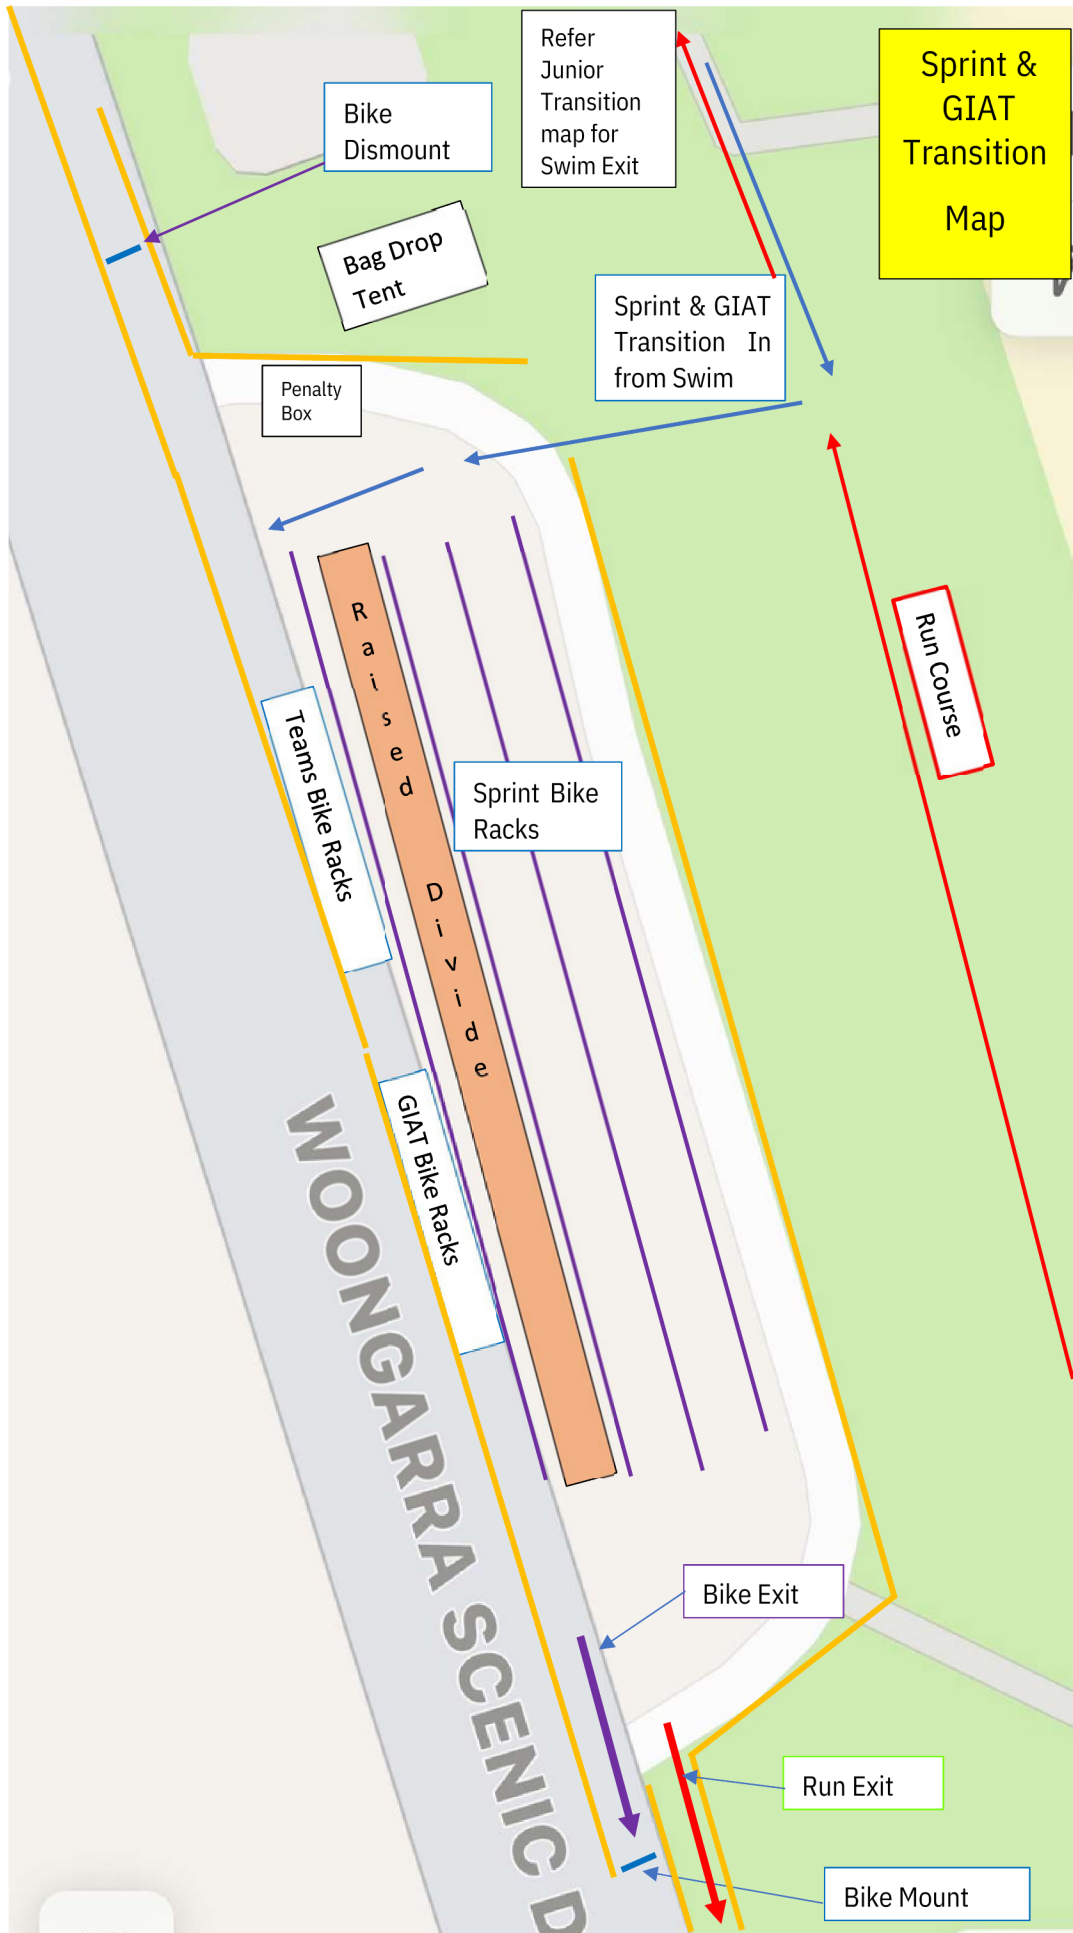 Refer
Junior
Transition
map for
Swim Exit
Sprint &
GIAT
Transition
Map
Bike
Dismount
Bag Drop
Tent
Sprint & GIAT
Transition In
from Swim
Penalty
Box
Raised Divide
Run Course
Teams Bike Racks
Sprint Bike
Racks
GIAT Bike Racks
WOONGARRA SCENIC D
Bike Exit
Run Exit
Bike Mount